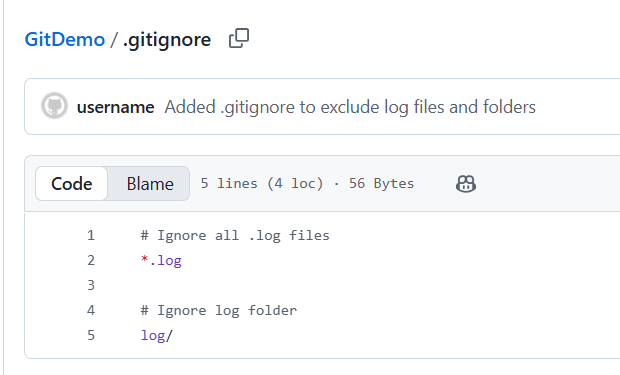 GitDemo / .gitignore
username Added .gitignore to exclude log files and folders
Code Blame 5 lines (4 loc) · 56 Bytes
1 # Ignore all .log files
2 *.log
3
4 # Ignore log folder
5 log/